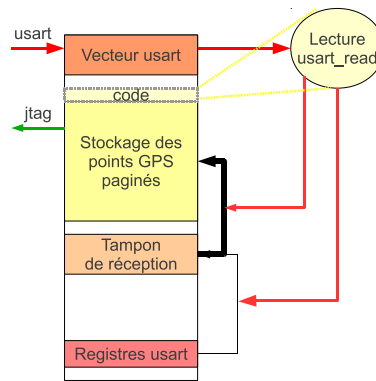 usart
Vecteur usart
Lecture
usart_read
code
jtag
Stockage des
points GPS
paginés
Tampon
de réception
Registres usart